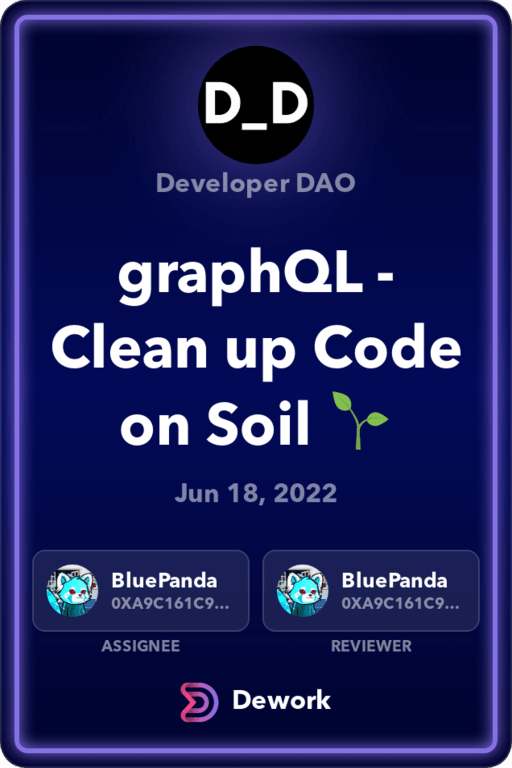 D_D
Developer DAO
graphQL -
Clean up Code
on Soil 🌱
Jun 18, 2022
BluePanda
0XA9C161C9...
ASSIGNEE
BluePanda
0XA9C161C9...
REVIEWER
Dework